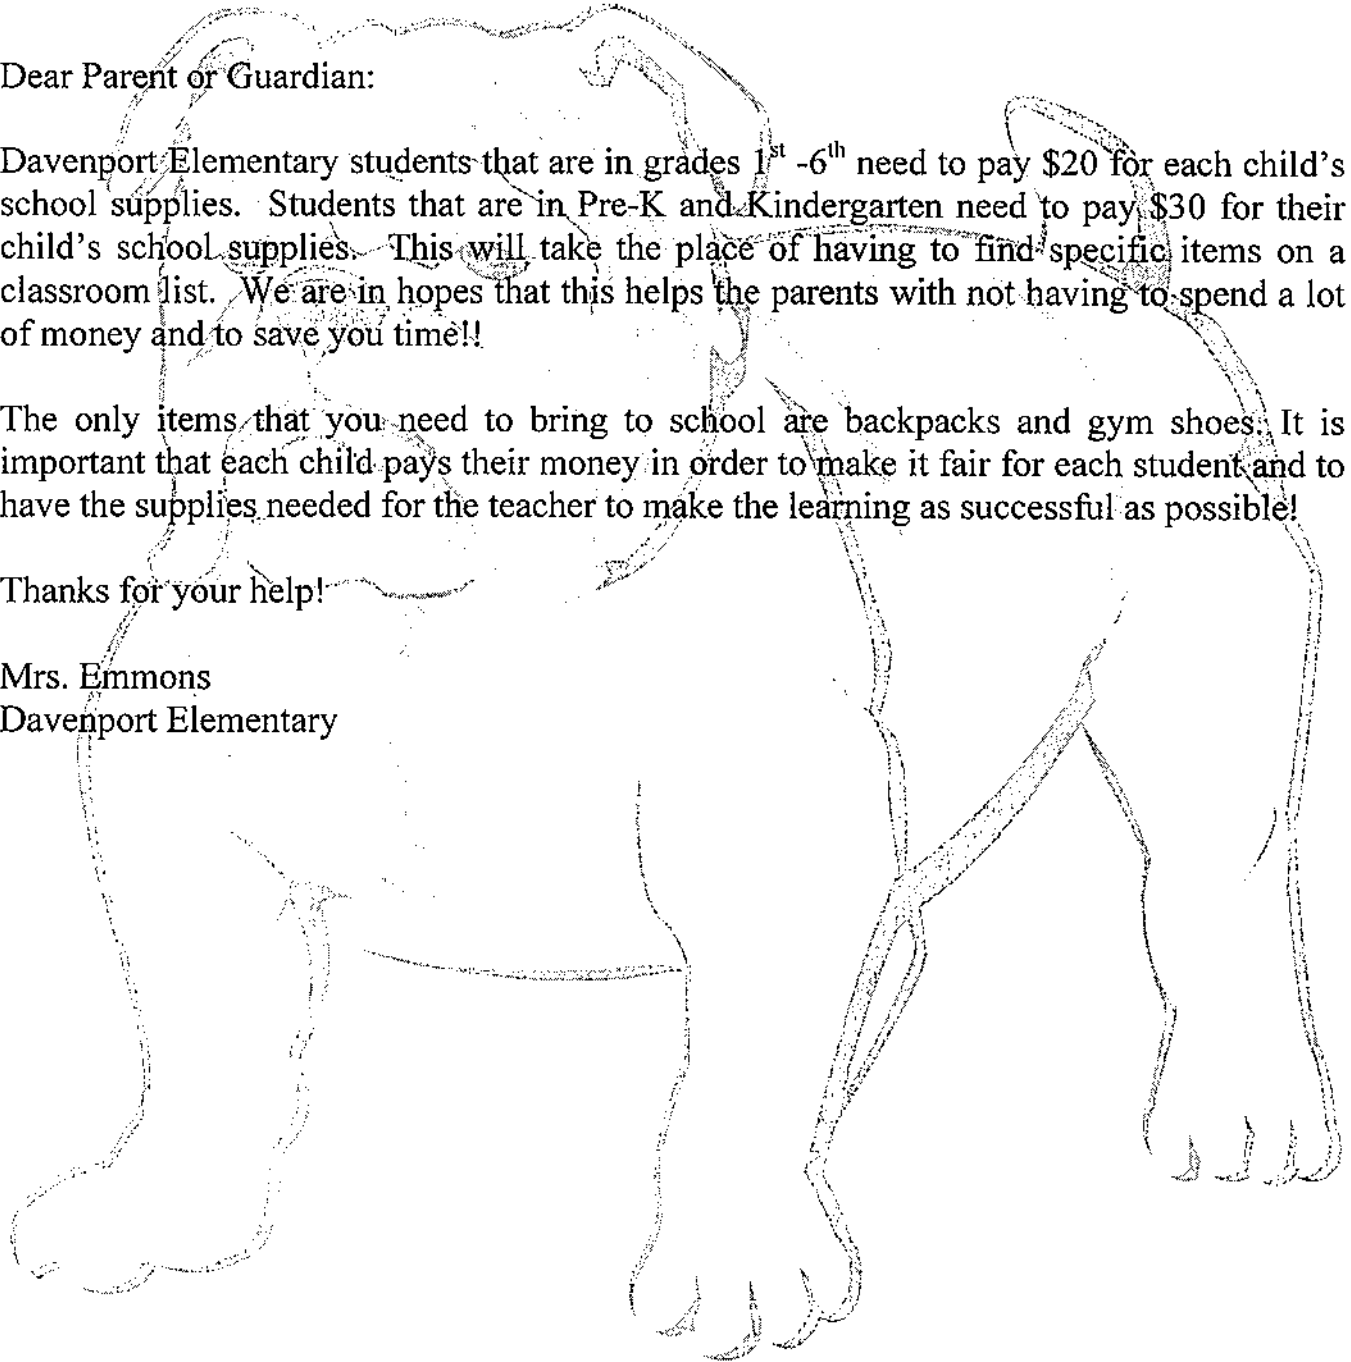 Dear Parent or Guardian:
Davenport Elementary students that are in grades 1st -6th need to pay $20 for each child's
school supplies. Students that are in Pre-K and Kindergarten need to pay $30 for their
child's school supplies. This will take the place of having to find specific items on a
classroom list. We are in hopes that this helps the parents with not having to spend a lot
of money and to save you time!!
The only items that you need to bring to school are backpacks and gym shoes. It is
important that each child pays their money in order to make it fair for each student and to
have the supplies needed for the teacher to make the learning as successful as possible!
Thanks for your help!
Mrs. Emmons
Davenport Elementary